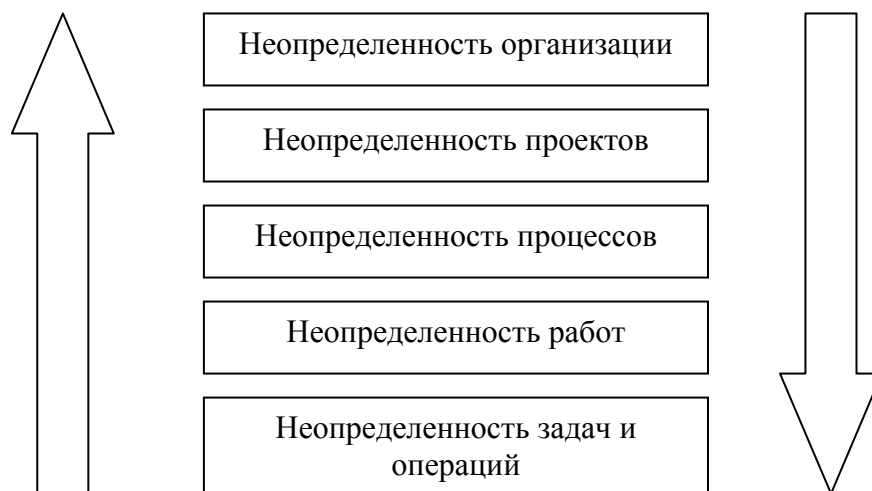 Неопределенность организации
Неопределенность проектов
Неопределенность процессов
Неопределенность работ
Неопределенность задач и
операций